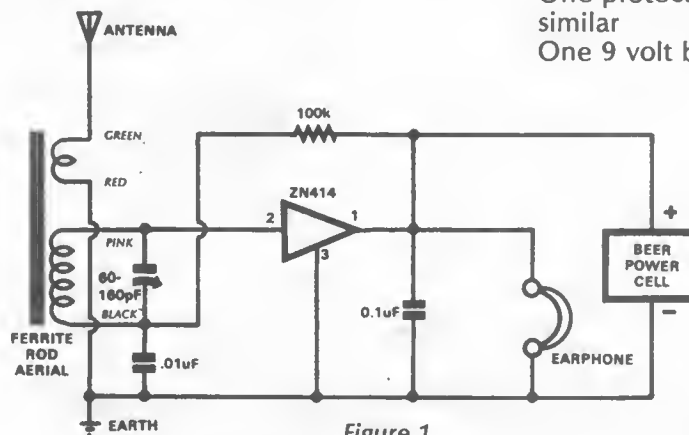 One protec
similar
One 9 volt b
ANTENNA
100k
GREEN
RED
ZN414
2
1
3
PINK
60-
160pF
BLACK
0.1uF
+
BEER
POWER
CELL
−
FERRITE
ROD
AERIAL
.01uF
EARPHONE
EARTH
Figure 1